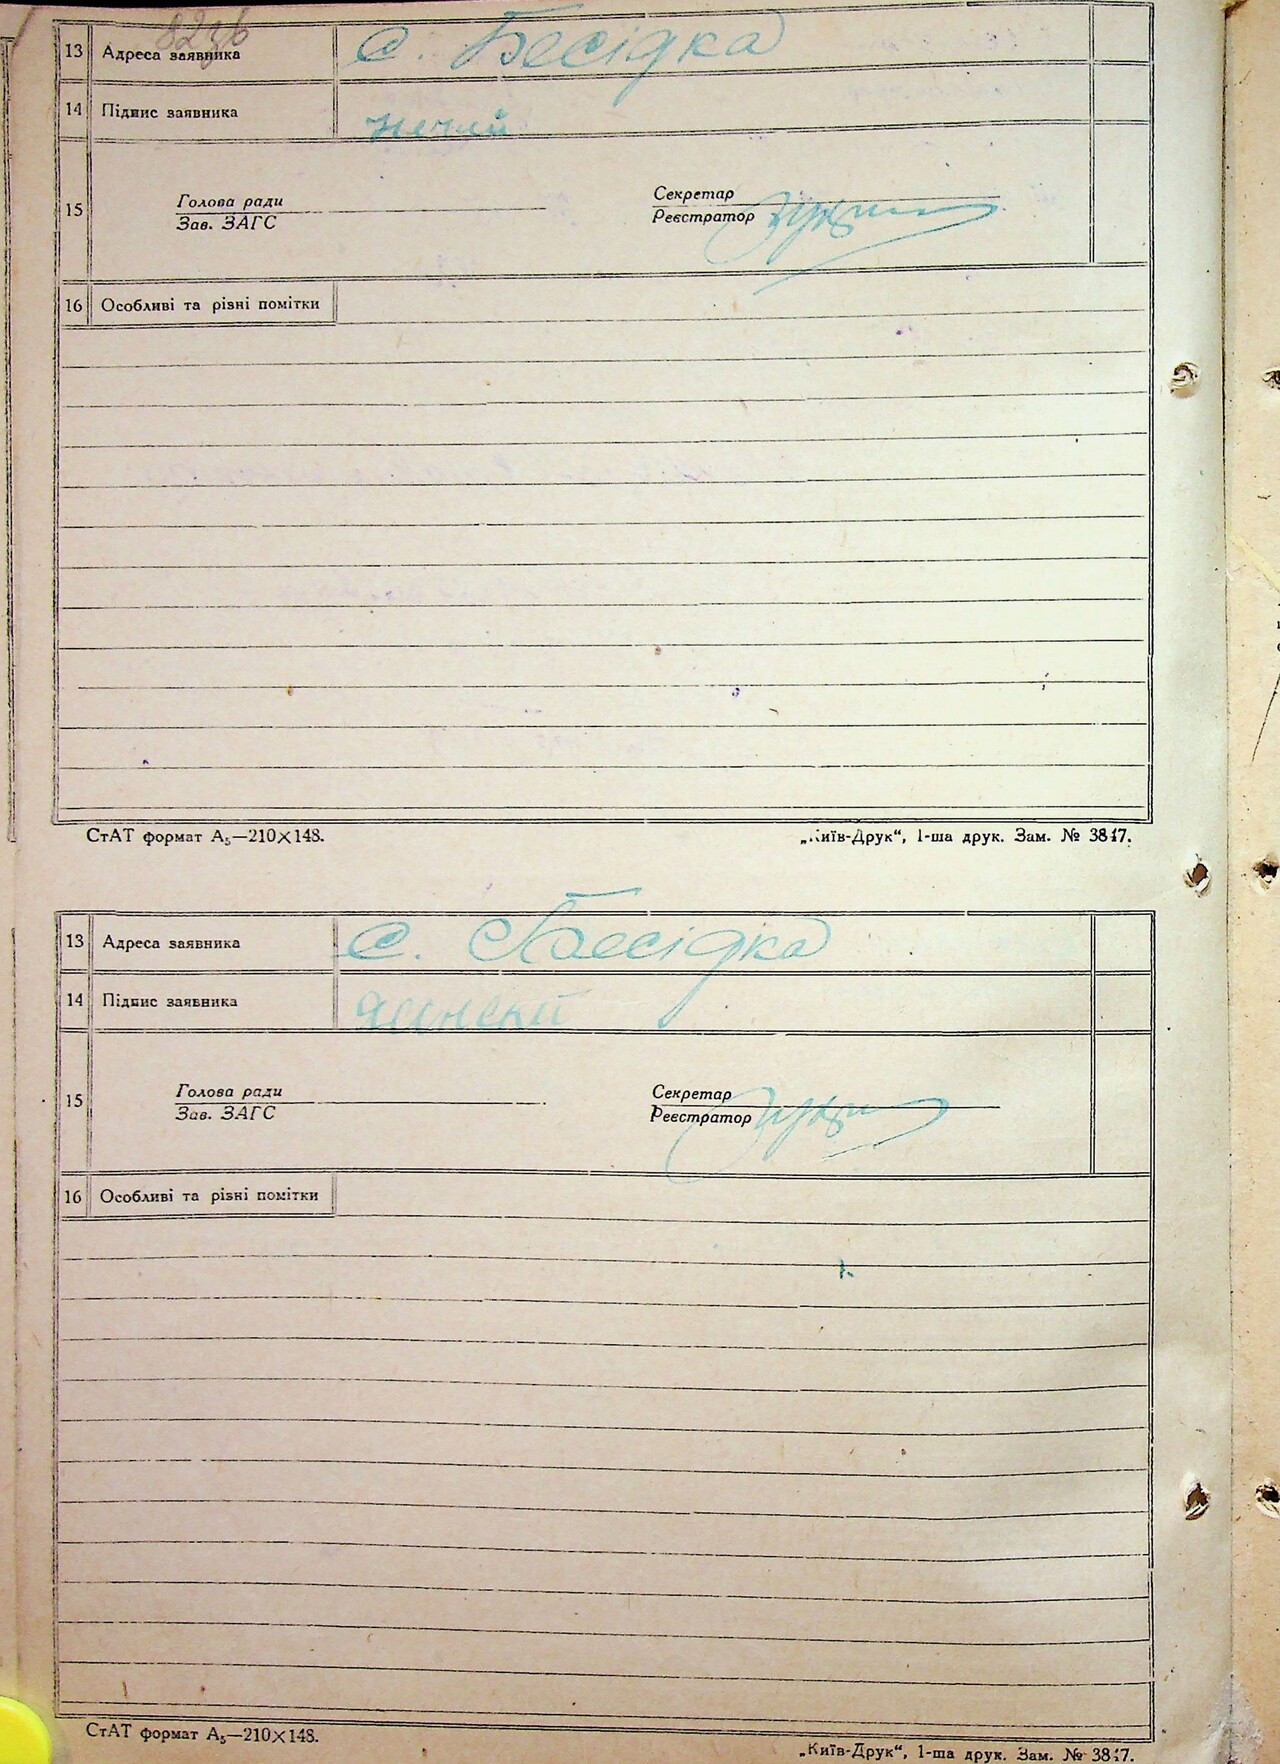 82зв
13 Адреса заявника с. Бесідка
14 Підпис заявника
15 Голова ради Секретар
Зав. ЗАГС Реєстратор
16 Особливі та різні помітки
СтАТ формат А5—210×148. „Київ-Друк“, 1-ша друк. Зам. № 3847.
13 Адреса заявника с. Бесідка
14 Підпис заявника
15 Голова ради Секретар
Зав. ЗАГС Реєстратор
16 Особливі та різні помітки
СтАТ формат А5—210×148. „Київ-Друк“, 1-ша друк. Зам. № 3847.